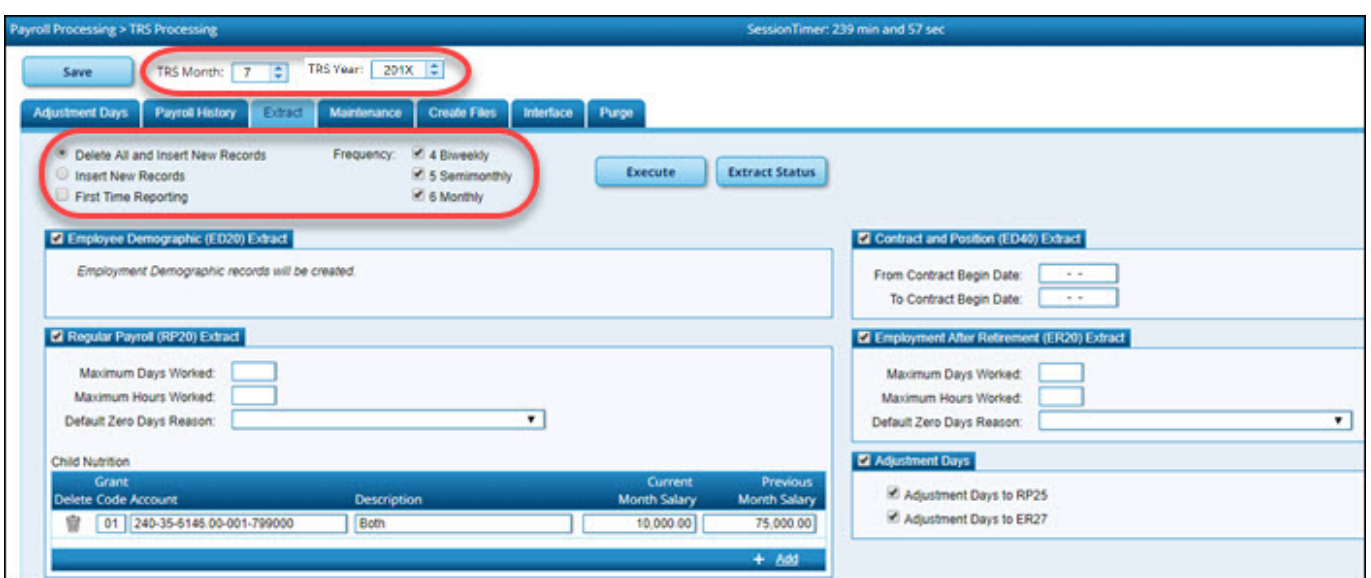 Payroll Processing > TRS Processing
SessionTimer: 239 min and 57 sec
Save
TRS Month: 7
TRS Year: 201X
Adjustment Days
Payroll History
Extract
Maintenance
Create Files
Interface
Purge
Delete All and Insert New Records
Insert New Records
First Time Reporting
Frequency:
4 Biweekly
5 Semimonthly
6 Monthly
Execute
Extract Status
Employee Demographic (ED20) Extract
Employment Demographic records will be created.
Contract and Position (ED40) Extract
From Contract Begin Date: - -
To Contract Begin Date: - -
Regular Payroll (RP20) Extract
Maximum Days Worked:
Maximum Hours Worked:
Default Zero Days Reason:
Employment After Retirement (ER20) Extract
Maximum Days Worked:
Maximum Hours Worked:
Default Zero Days Reason:
Child Nutrition
Delete
Grant Code
Account
Description
Current Month Salary
Previous Month Salary
01
240-35-6146.00-001-799000
Both
10,000.00
75,000.00
+ Add
Adjustment Days
Adjustment Days to RP25
Adjustment Days to ER27